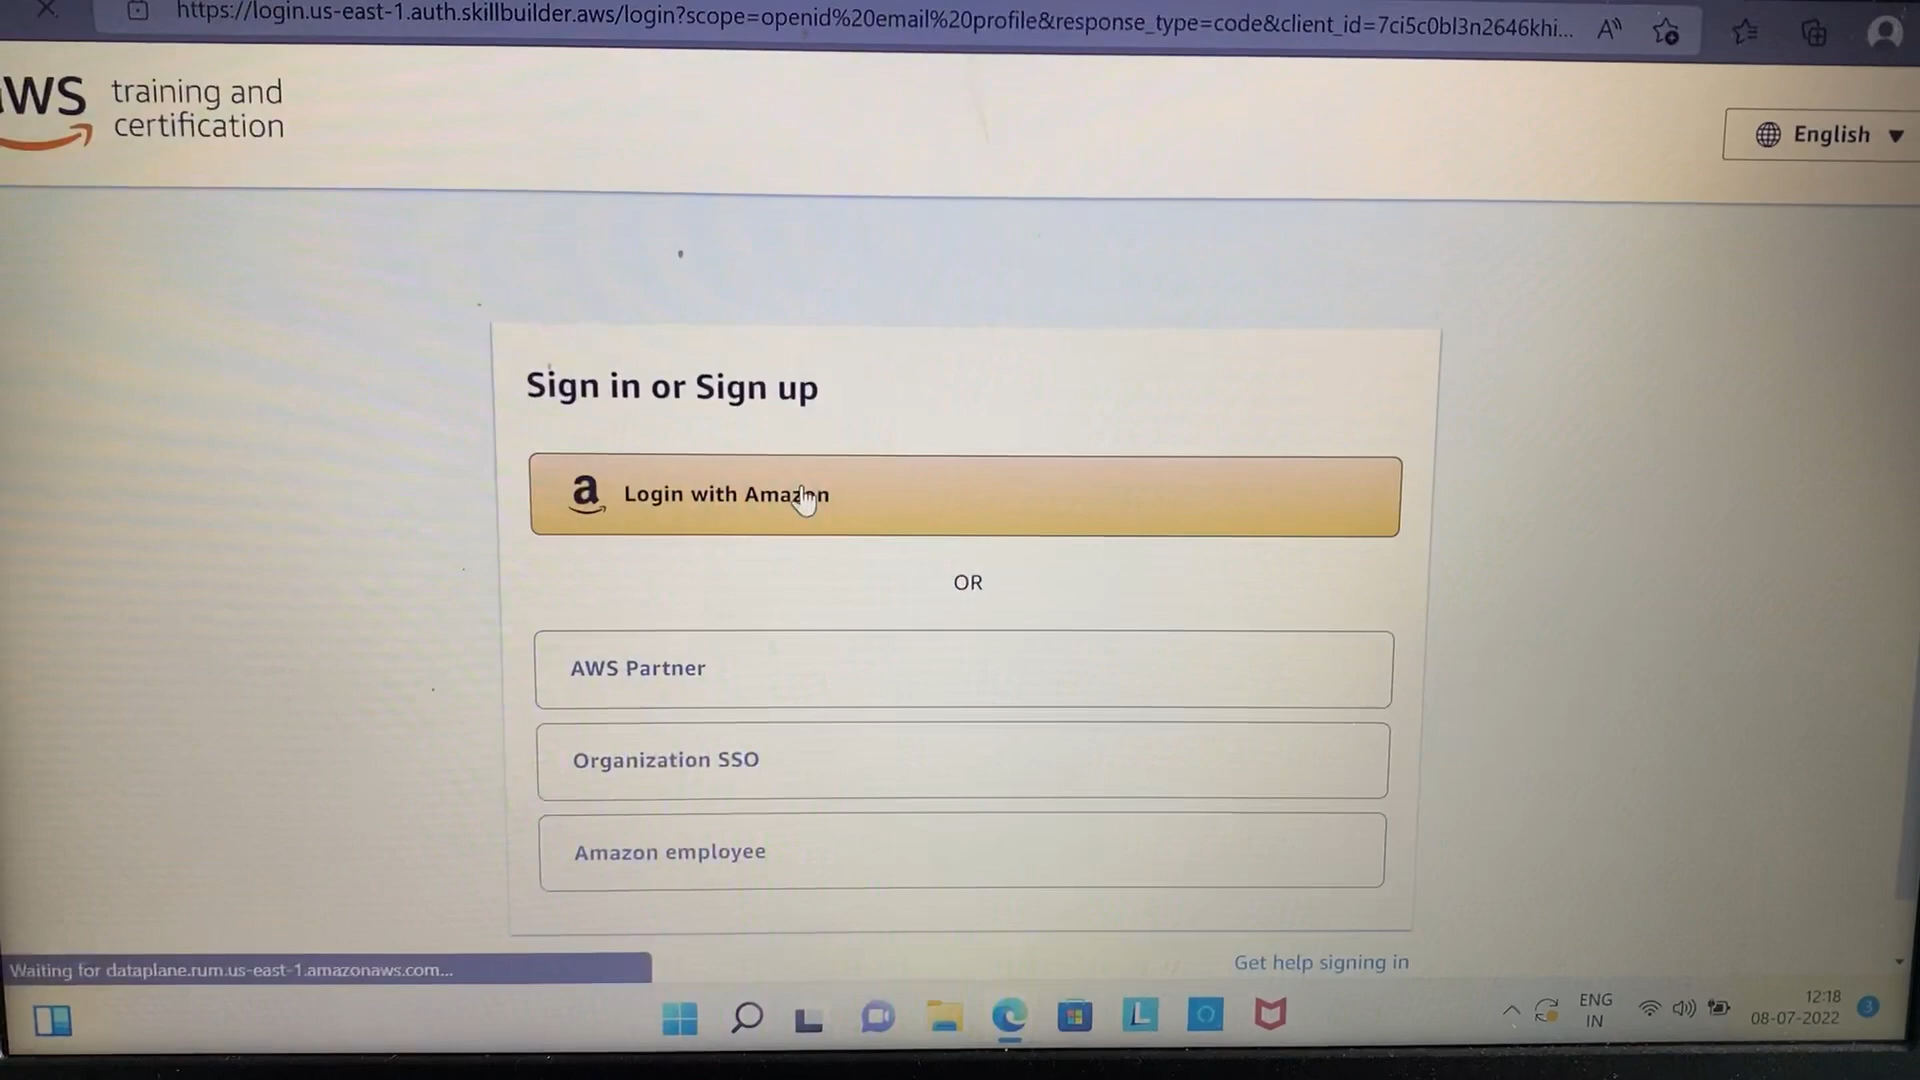 https://login.us-east-1.auth.skillbuilder.aws/login?scope=openid%20email%20profile&response_type=code&client_id=7ci5c0bl3n2646khi...
aws training and
certification
English
Sign in or Sign up
Login with Amazon
OR
AWS Partner
Organization SSO
Amazon employee
Get help signing in
Waiting for dataplane.rum.us-east-1.amazonaws.com...
ENG
IN
12:18
08-07-2022
3